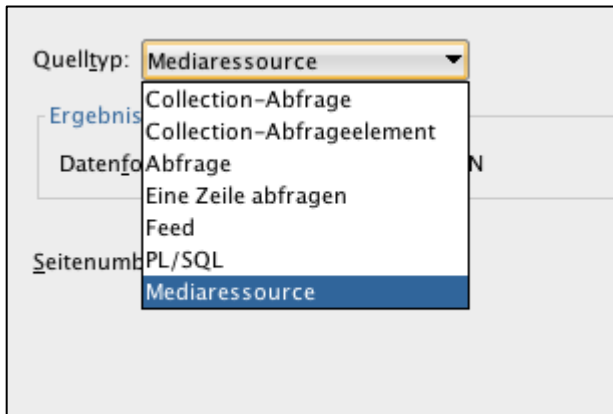 Quelltyp: Mediaressource
Collection-Abfrage
Ergebnis
Collection-Abfrageelement
Datenfo
Abfrage
N
Eine Zeile abfragen
Feed
Seitenumb
PL/SQL
Mediaressource